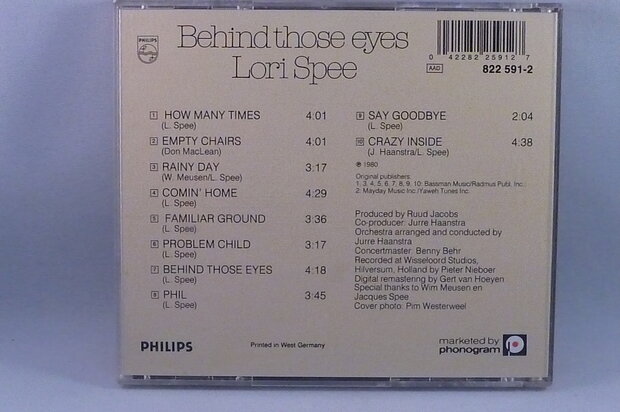 PHILIPS
Behind those eyes
Lori Spee
0 42282 25912 7
AAD
822 591-2
1 HOW MANY TIMES 4:01
(L. Spee)
2 EMPTY CHAIRS 4:01
(Don MacLean)
3 RAINY DAY 3:17
(W. Meusen/L. Spee)
4 COMIN' HOME 4:29
(L. Spee)
5 FAMILIAR GROUND 3:36
(L. Spee)
6 PROBLEM CHILD 3:17
(L. Spee)
7 BEHIND THOSE EYES 4:18
(L. Spee)
8 PHIL 3:45
(L. Spee)
9 SAY GOODBYE 2:04
(L. Spee)
10 CRAZY INSIDE 4:38
(J. Haanstra/L. Spee)
℗ 1980
Original publishers:
1, 3, 4, 5, 6, 7, 8, 9, 10: Bassman Music/Radmus Publ. Inc.
2. Mayday Music Inc./Yaweh Tunes Inc.
Produced by Ruud Jacobs
Co-producer: Jurre Haanstra
Orchestra arranged and conducted by
Jurre Haanstra
Concertmaster: Benny Behr
Recorded at Wisseloord Studios,
Hilversum, Holland by Pieter Nieboer
Digital remastering by Gert van Hoeyen
Special thanks to Wim Meusen en
Jacques Spee
Cover photo: Pim Westerweel
PHILIPS
Printed in West Germany
marketed by
phonogram